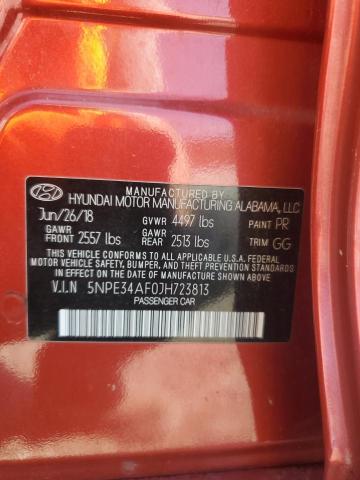 MANUFACTURED BY
HYUNDAI MOTOR MANUFACTURING ALABAMA, LLC
Jun/26/18 GVWR 4497 lbs PAINT PR
GAWR FRONT 2557 lbs GAWR REAR 2513 lbs TRIM GG
THIS VEHICLE CONFORMS TO ALL APPLICABLE U.S.A. FEDERAL
MOTOR VEHICLE SAFETY, BUMPER, AND THEFT PREVENTION
STANDARDS IN EFFECT ON THE DATE OF MANUFACTURE SHOWN ABOVE.
V.I.N 5NPE34AF0JH723813
PASSENGER CAR